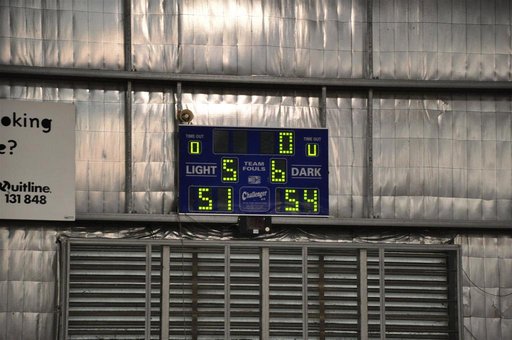 oking
e?
Quitline.
131 848
TIME OUT
TIME OUT
0
0
0
LIGHT
5
TEAM
FOULS
6
DARK
51
Challenger
54